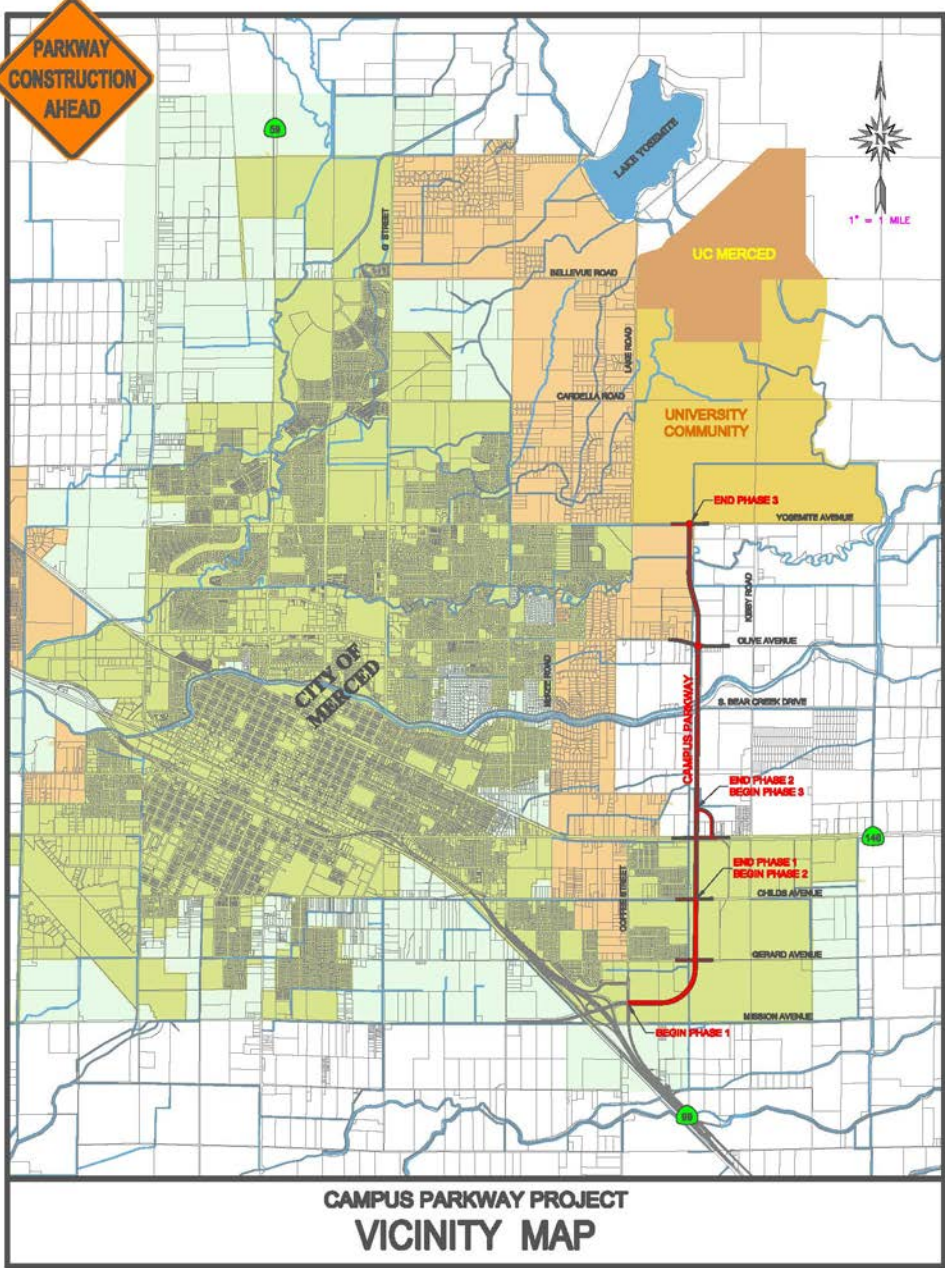 PARKWAY
CONSTRUCTION
AHEAD
59
LAKE YOSEMITE
N
1" = 1 MILE
G STREET
UC MERCED
BELLEVUE ROAD
LAKE ROAD
CARDELLA ROAD
UNIVERSITY
COMMUNITY
END PHASE 3
YOSEMITE AVENUE
KIBBY ROAD
OLIVE AVENUE
CITY OF
MERCED
ROAD
S. BEAR CREEK DRIVE
CAMPUS PARKWAY
END PHASE 2
BEGIN PHASE 3
140
END PHASE 1
BEGIN PHASE 2
CHILDS AVENUE
COFFEE STREET
GERARD AVENUE
MISSION AVENUE
BEGIN PHASE 1
99
CAMPUS PARKWAY PROJECT
VICINITY MAP